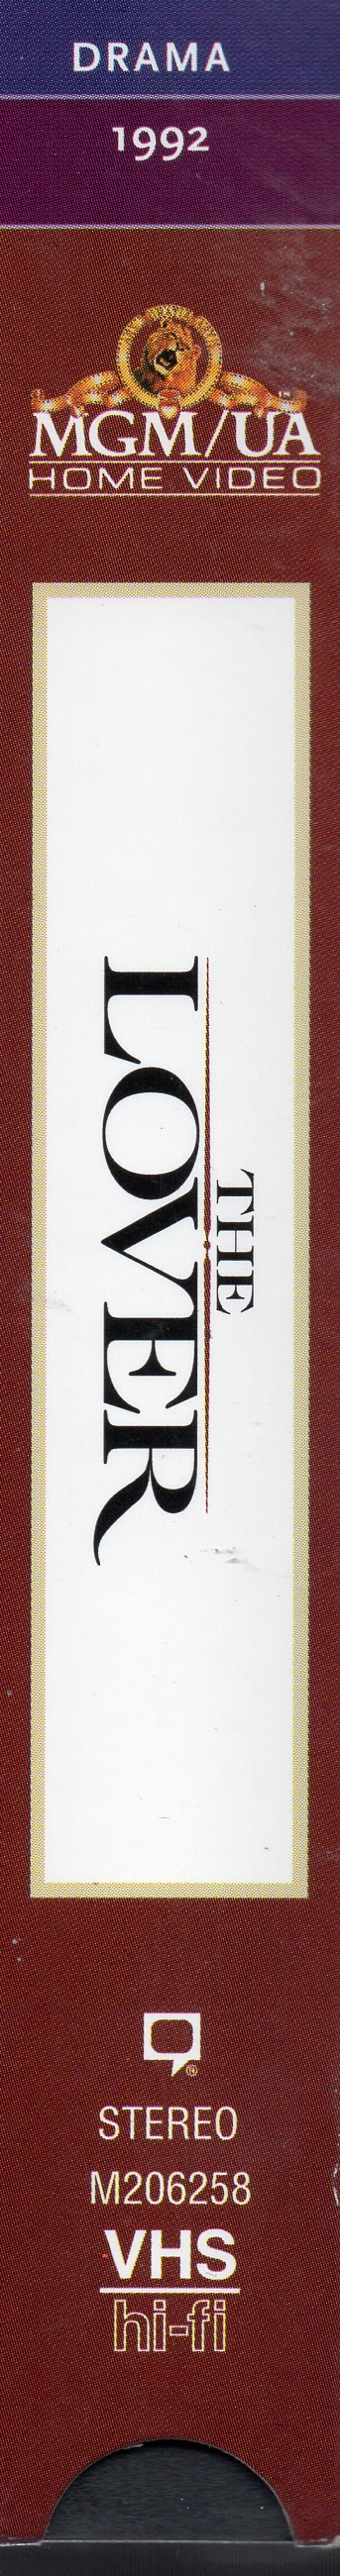 DRAMA
1992
MGM/UA
HOME VIDEO
THE
LOVER
®
STEREO
M206258
VHS
hi-fi